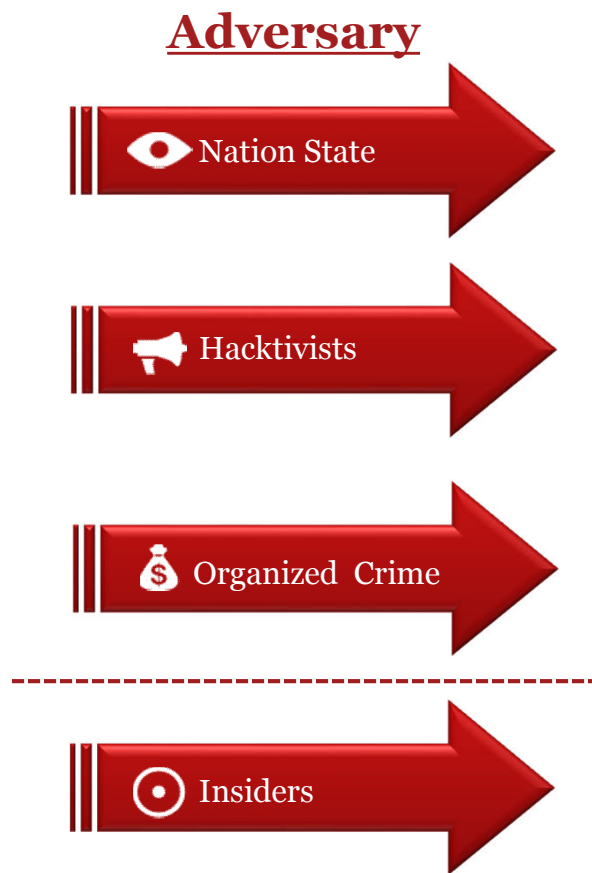 Adversary
Nation State
Hacktivists
$
Organized Crime
Insiders